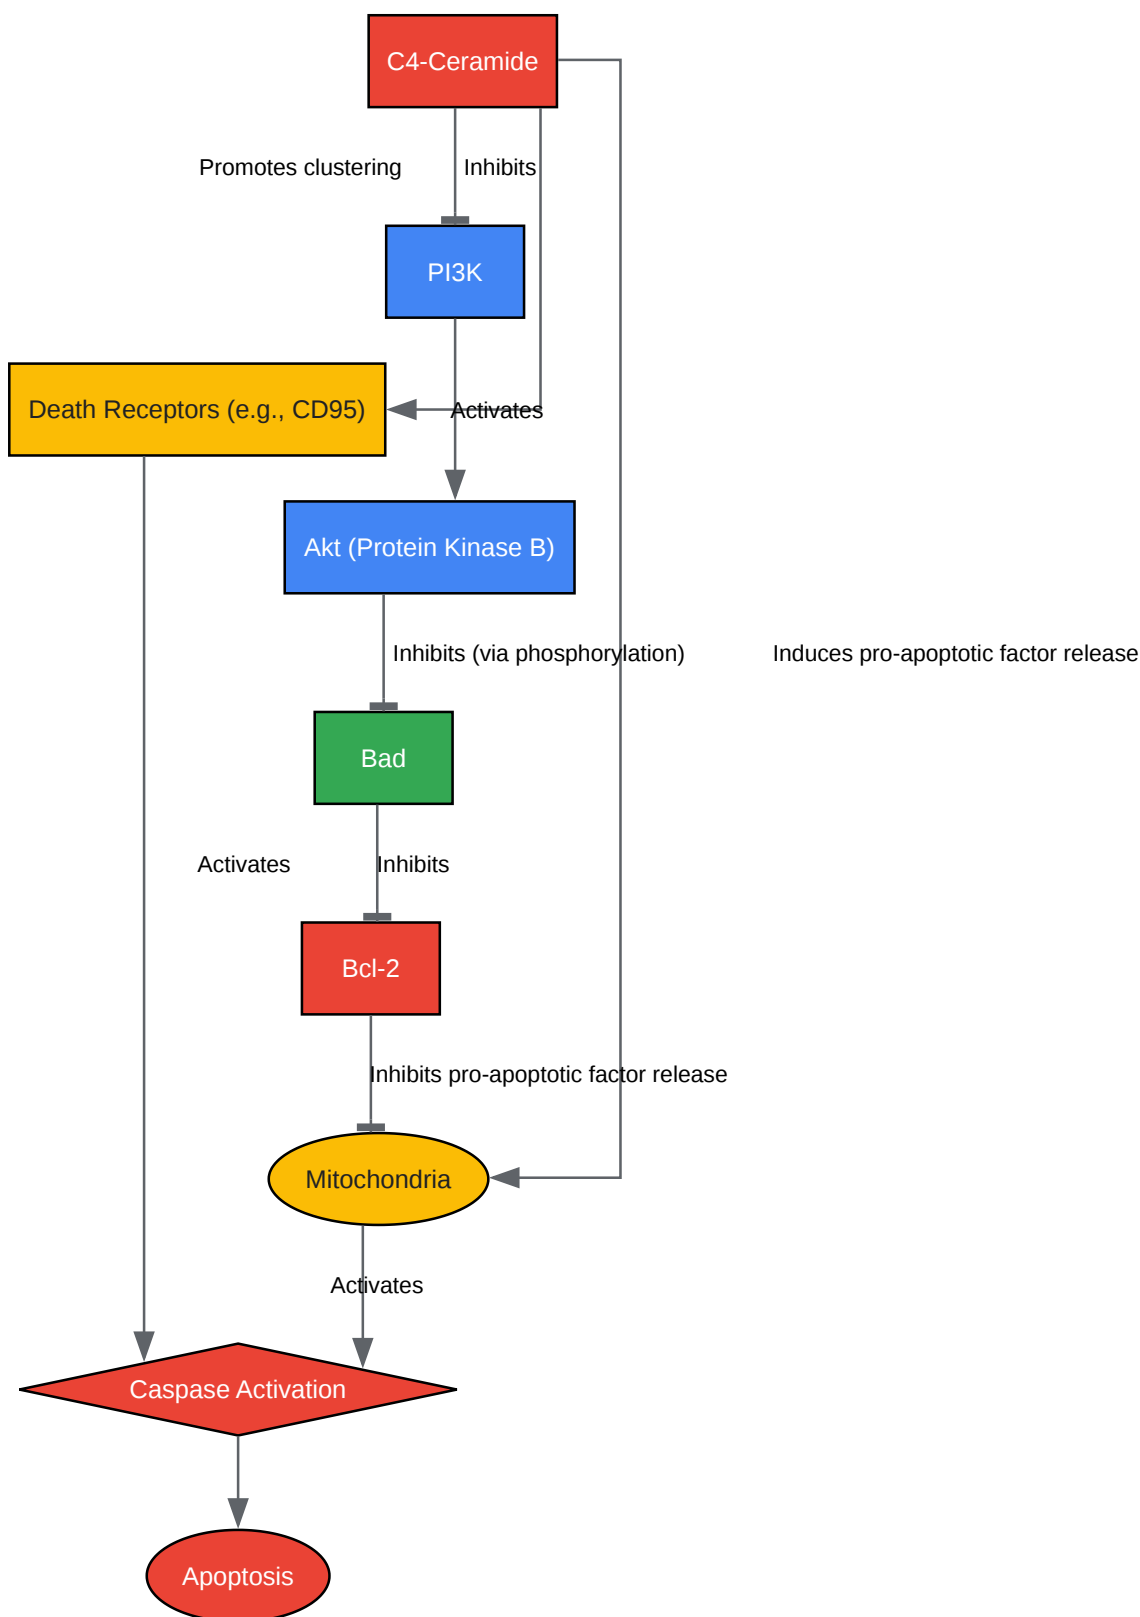 C4-Ceramide
Promotes clustering
Inhibits
PI3K
Death Receptors (e.g., CD95)
Activates
Akt (Protein Kinase B)
Inhibits (via phosphorylation)
Induces pro-apoptotic factor release
Bad
Activates
Inhibits
Bcl-2
Inhibits pro-apoptotic factor release
Mitochondria
Activates
Caspase Activation
Apoptosis